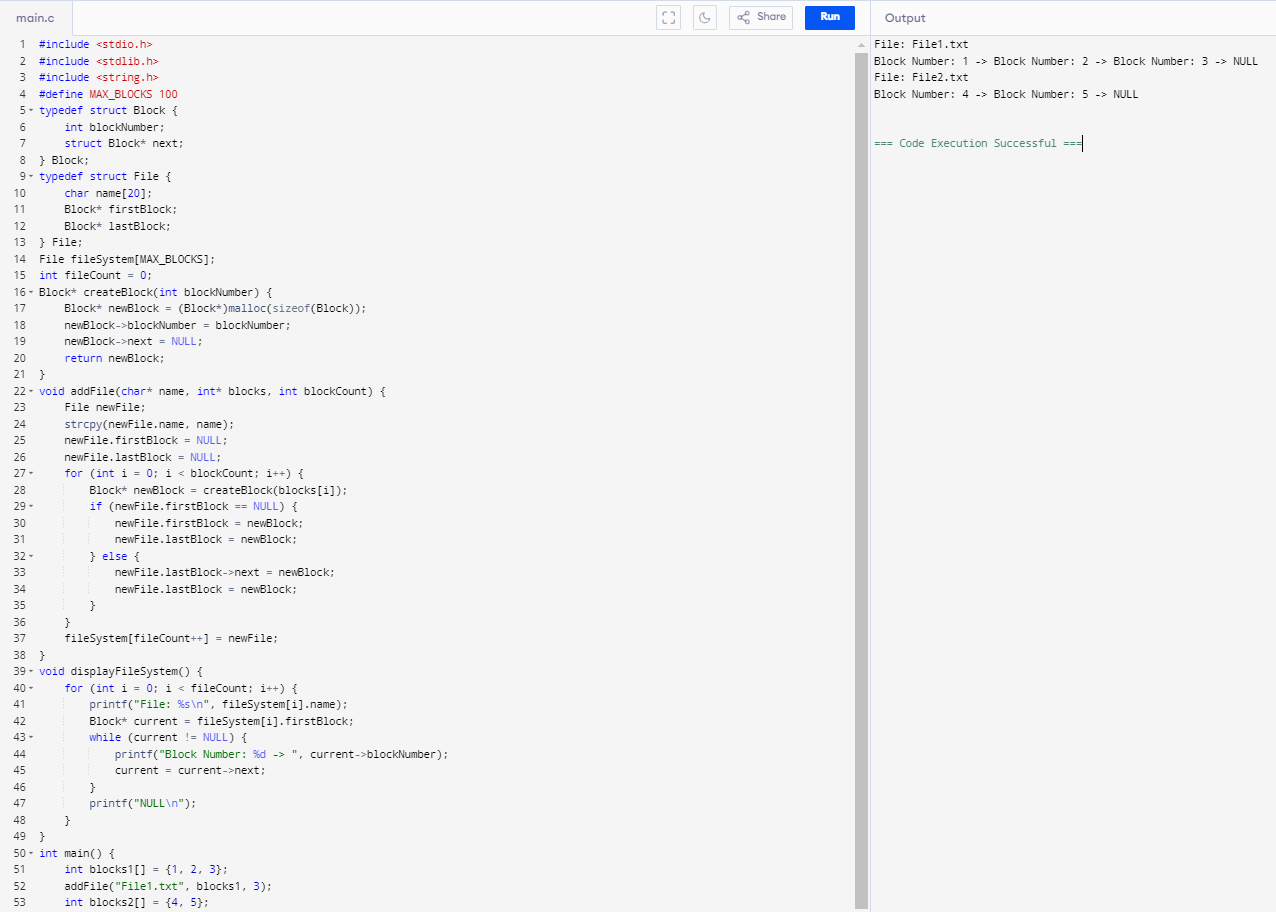 main.c
Share
Run
Output
1 #include <stdio.h>
2 #include <stdlib.h>
3 #include <string.h>
4 #define MAX_BLOCKS 100
5 typedef struct Block {
6     int blockNumber;
7     struct Block* next;
8 } Block;
9 typedef struct File {
10     char name[20];
11     Block* firstBlock;
12     Block* lastBlock;
13 } File;
14 File fileSystem[MAX_BLOCKS];
15 int fileCount = 0;
16 Block* createBlock(int blockNumber) {
17     Block* newBlock = (Block*)malloc(sizeof(Block));
18     newBlock->blockNumber = blockNumber;
19     newBlock->next = NULL;
20     return newBlock;
21 }
22 void addFile(char* name, int* blocks, int blockCount) {
23     File newFile;
24     strcpy(newFile.name, name);
25     newFile.firstBlock = NULL;
26     newFile.lastBlock = NULL;
27     for (int i = 0; i < blockCount; i++) {
28         Block* newBlock = createBlock(blocks[i]);
29         if (newFile.firstBlock == NULL) {
30             newFile.firstBlock = newBlock;
31             newFile.lastBlock = newBlock;
32         } else {
33             newFile.lastBlock->next = newBlock;
34             newFile.lastBlock = newBlock;
35         }
36     }
37     fileSystem[fileCount++] = newFile;
38 }
39 void displayFileSystem() {
40     for (int i = 0; i < fileCount; i++) {
41         printf("File: %s\n", fileSystem[i].name);
42         Block* current = fileSystem[i].firstBlock;
43         while (current != NULL) {
44             printf("Block Number: %d -> ", current->blockNumber);
45             current = current->next;
46         }
47         printf("NULL\n");
48     }
49 }
50 int main() {
51     int blocks1[] = {1, 2, 3};
52     addFile("File1.txt", blocks1, 3);
53     int blocks2[] = {4, 5};
File: File1.txt
Block Number: 1 -> Block Number: 2 -> Block Number: 3 -> NULL
File: File2.txt
Block Number: 4 -> Block Number: 5 -> NULL
=== Code Execution Successful ===